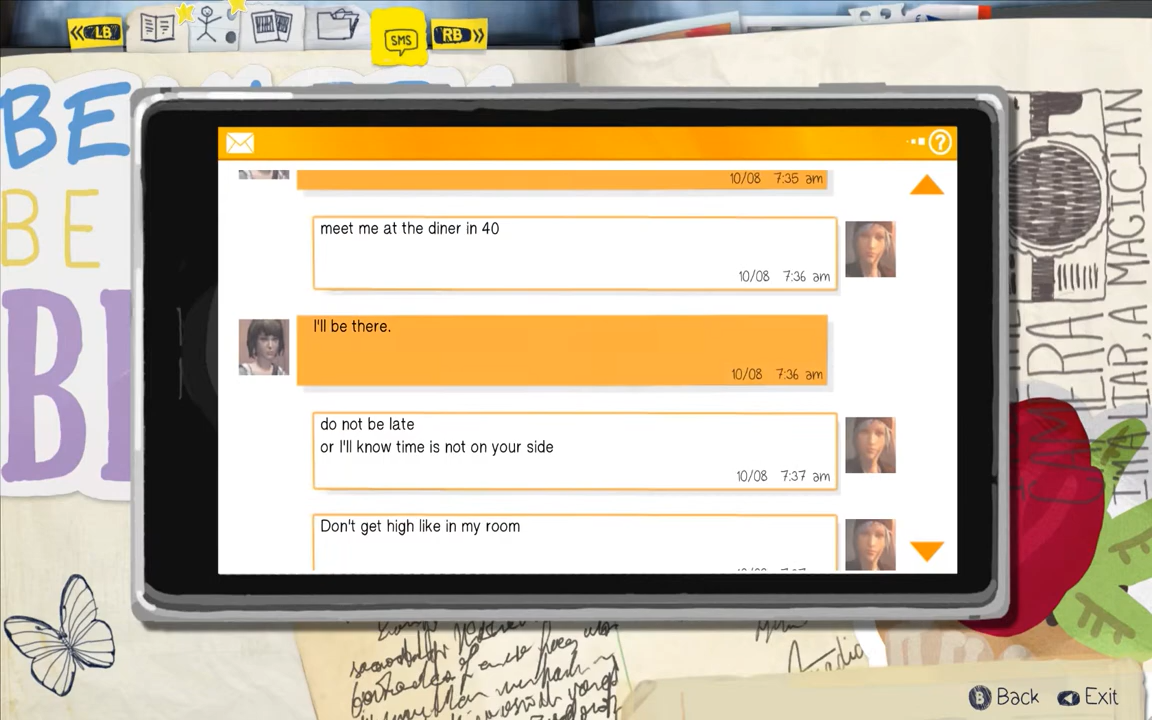 LB
SMS
RB
BE
BE
10/08 7:35 am
meet me at the diner in 40
10/08 7:36 am
I'll be there.
10/08 7:36 am
do not be late
or I'll know time is not on your side
10/08 7:37 am
Don't get high like in my room
CAMERA
I'M A LIAR, A MAGICIAN
B Back
Exit